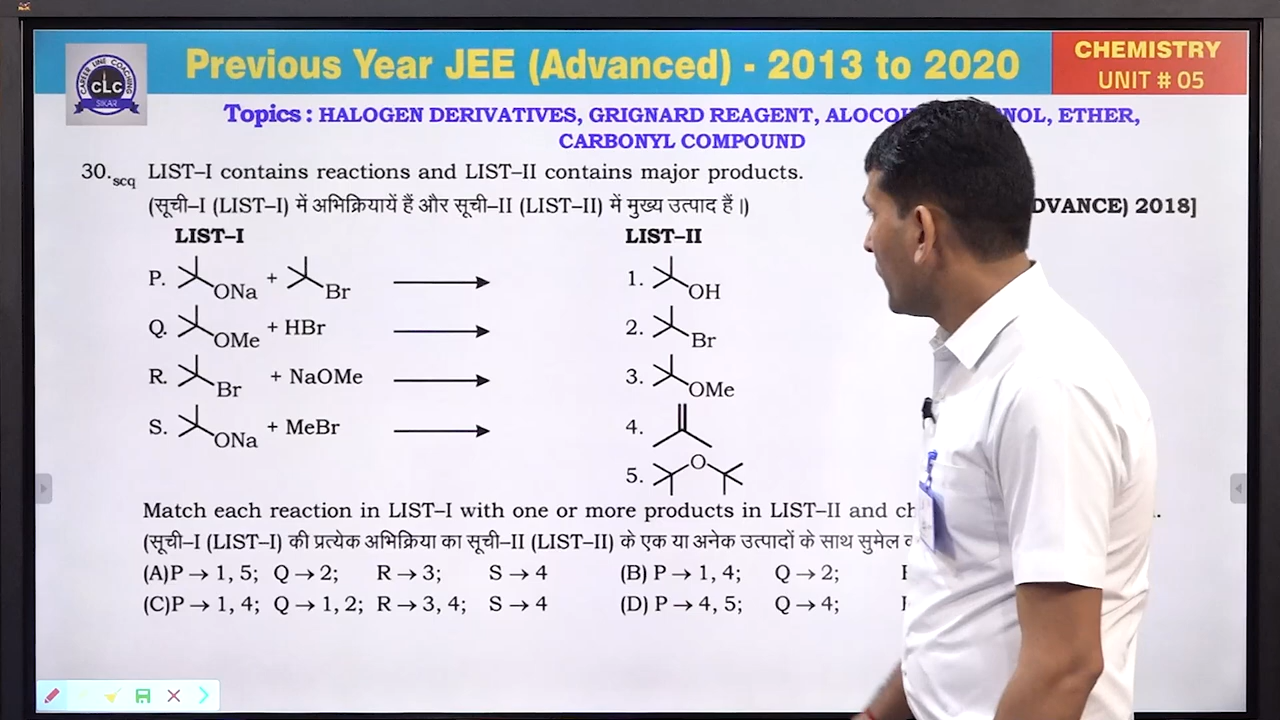 Previous Year JEE (Advanced) - 2013 to 2020
CHEMISTRY
UNIT # 05
CAREER LINE COACHING
CLC
SIKAR
Topics : HALOGEN DERIVATIVES, GRIGNARD REAGENT, ETHER,
CARBONYL COMPOUND
30.scq LIST–I contains reactions and LIST–II contains major products.
(सूची–I (LIST–I) में अभिक्रियायें हैं और सूची–II (LIST–II) में मुख्य उत्पाद हैं।) 2018]
LIST–I LIST–II
P. ONa + Br 1. OH
Q. OMe + HBr 2. Br
R. Br + NaOMe 3. OMe
S. ONa + MeBr 4.
5. O
Match each reaction in LIST–I with one or more products in LIST–II and
(सूची–I (LIST–I) की प्रत्येक अभिक्रिया का सूची–II (LIST–II) के एक या अनेक उत्पादों के साथ सुमेल
(A)P → 1, 5; Q → 2; R → 3; S → 4 (B) P → 1, 4; Q → 2;
(C)P → 1, 4; Q → 1, 2; R → 3, 4; S → 4 (D) P → 4, 5; Q → 4;